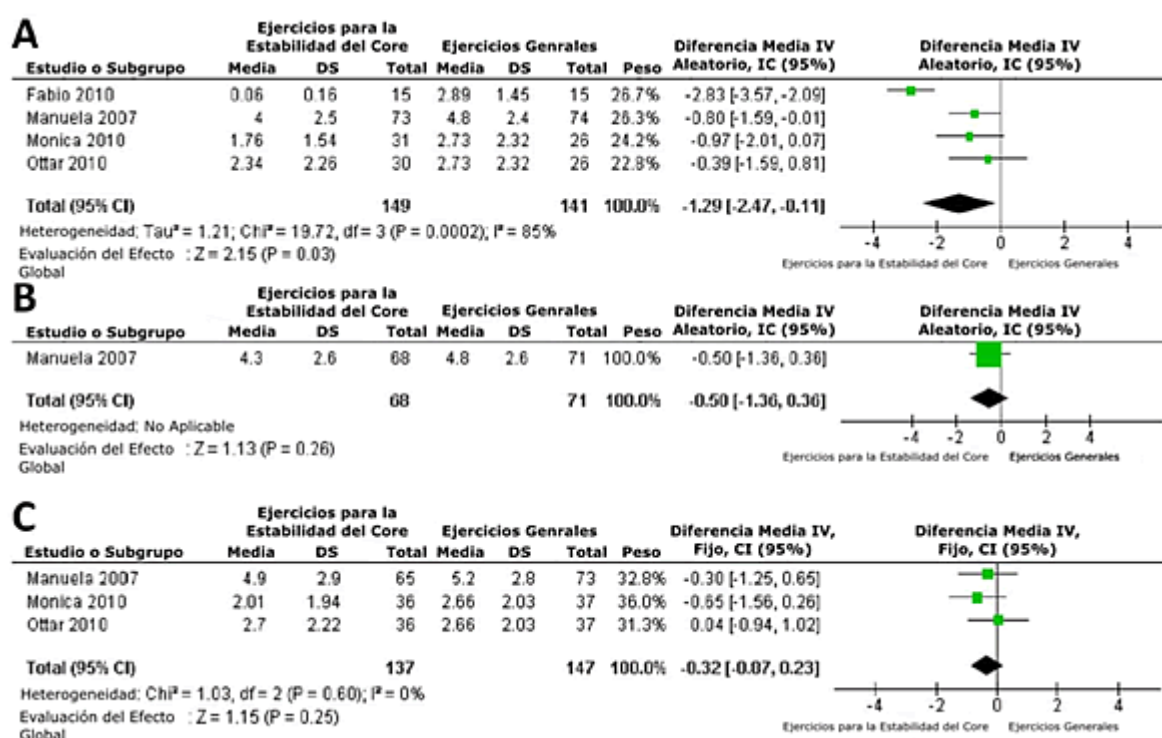 A
Ejercicios para la
Estabilidad del Core Ejercicios Genrales Diferencia Media IV Diferencia Media IV
Estudio o Subgrupo Media DS Total Media DS Total Peso Aleatorio, IC (95%) Aleatorio, IC (95%)
Fabio 2010 0.06 0.16 15 2.89 1.45 15 26.7% -2.83 [-3.57, -2.09]
Manuela 2007 4 2.5 73 4.8 2.4 74 26.3% -0.80 [-1.59, -0.01]
Monica 2010 1.76 1.54 31 2.73 2.32 26 24.2% -0.97 [-2.01, 0.07]
Ottar 2010 2.34 2.26 30 2.73 2.32 26 22.8% -0.39 [-1.59, 0.81]
Total (95% CI) 149 141 100.0% -1.29 [-2.47, -0.11]
Heterogeneidad: Tau² = 1.21; Chi² = 19.72, df = 3 (P = 0.0002); I² = 85%
-4 -2 0 2 4
Evaluación del Efecto : Z = 2.15 (P = 0.03)
Global
Ejercicios para la Estabilidad del Core Ejercicios Generales
B
Ejercicios para la
Estabilidad del Core Ejercicios Genrales Diferencia Media IV Diferencia Media IV
Estudio o Subgrupo Media DS Total Media DS Total Peso Aleatorio, IC (95%) Aleatorio, IC (95%)
Manuela 2007 4.3 2.6 68 4.8 2.6 71 100.0% -0.50 [-1.36, 0.36]
Total (95% CI) 68 71 100.0% -0.50 [-1.36, 0.36]
Heterogeneidad: No Aplicable
-4 -2 0 2 4
Evaluación del Efecto : Z = 1.13 (P = 0.26)
Global
Ejercicios para la Estabilidad del Core Ejercicios Generales
C
Ejercicios para la
Estabilidad del Core Ejercicios Genrales Diferencia Media IV, Diferencia Media IV,
Estudio o Subgrupo Media DS Total Media DS Total Peso Fijo, CI (95%) Fijo, CI (95%)
Manuela 2007 4.9 2.9 65 5.2 2.8 73 32.8% -0.30 [-1.25, 0.65]
Monica 2010 2.01 1.94 36 2.66 2.03 37 36.0% -0.65 [-1.56, 0.26]
Ottar 2010 2.7 2.22 36 2.66 2.03 37 31.3% 0.04 [-0.94, 1.02]
Total (95% CI) 137 147 100.0% -0.32 [-0.87, 0.23]
Heterogeneidad: Chi² = 1.03, df = 2 (P = 0.60); I² = 0%
-4 -2 0 2 4
Evaluación del Efecto : Z = 1.15 (P = 0.25)
Global
Ejercicios para la Estabilidad del Core Ejercicios Generales